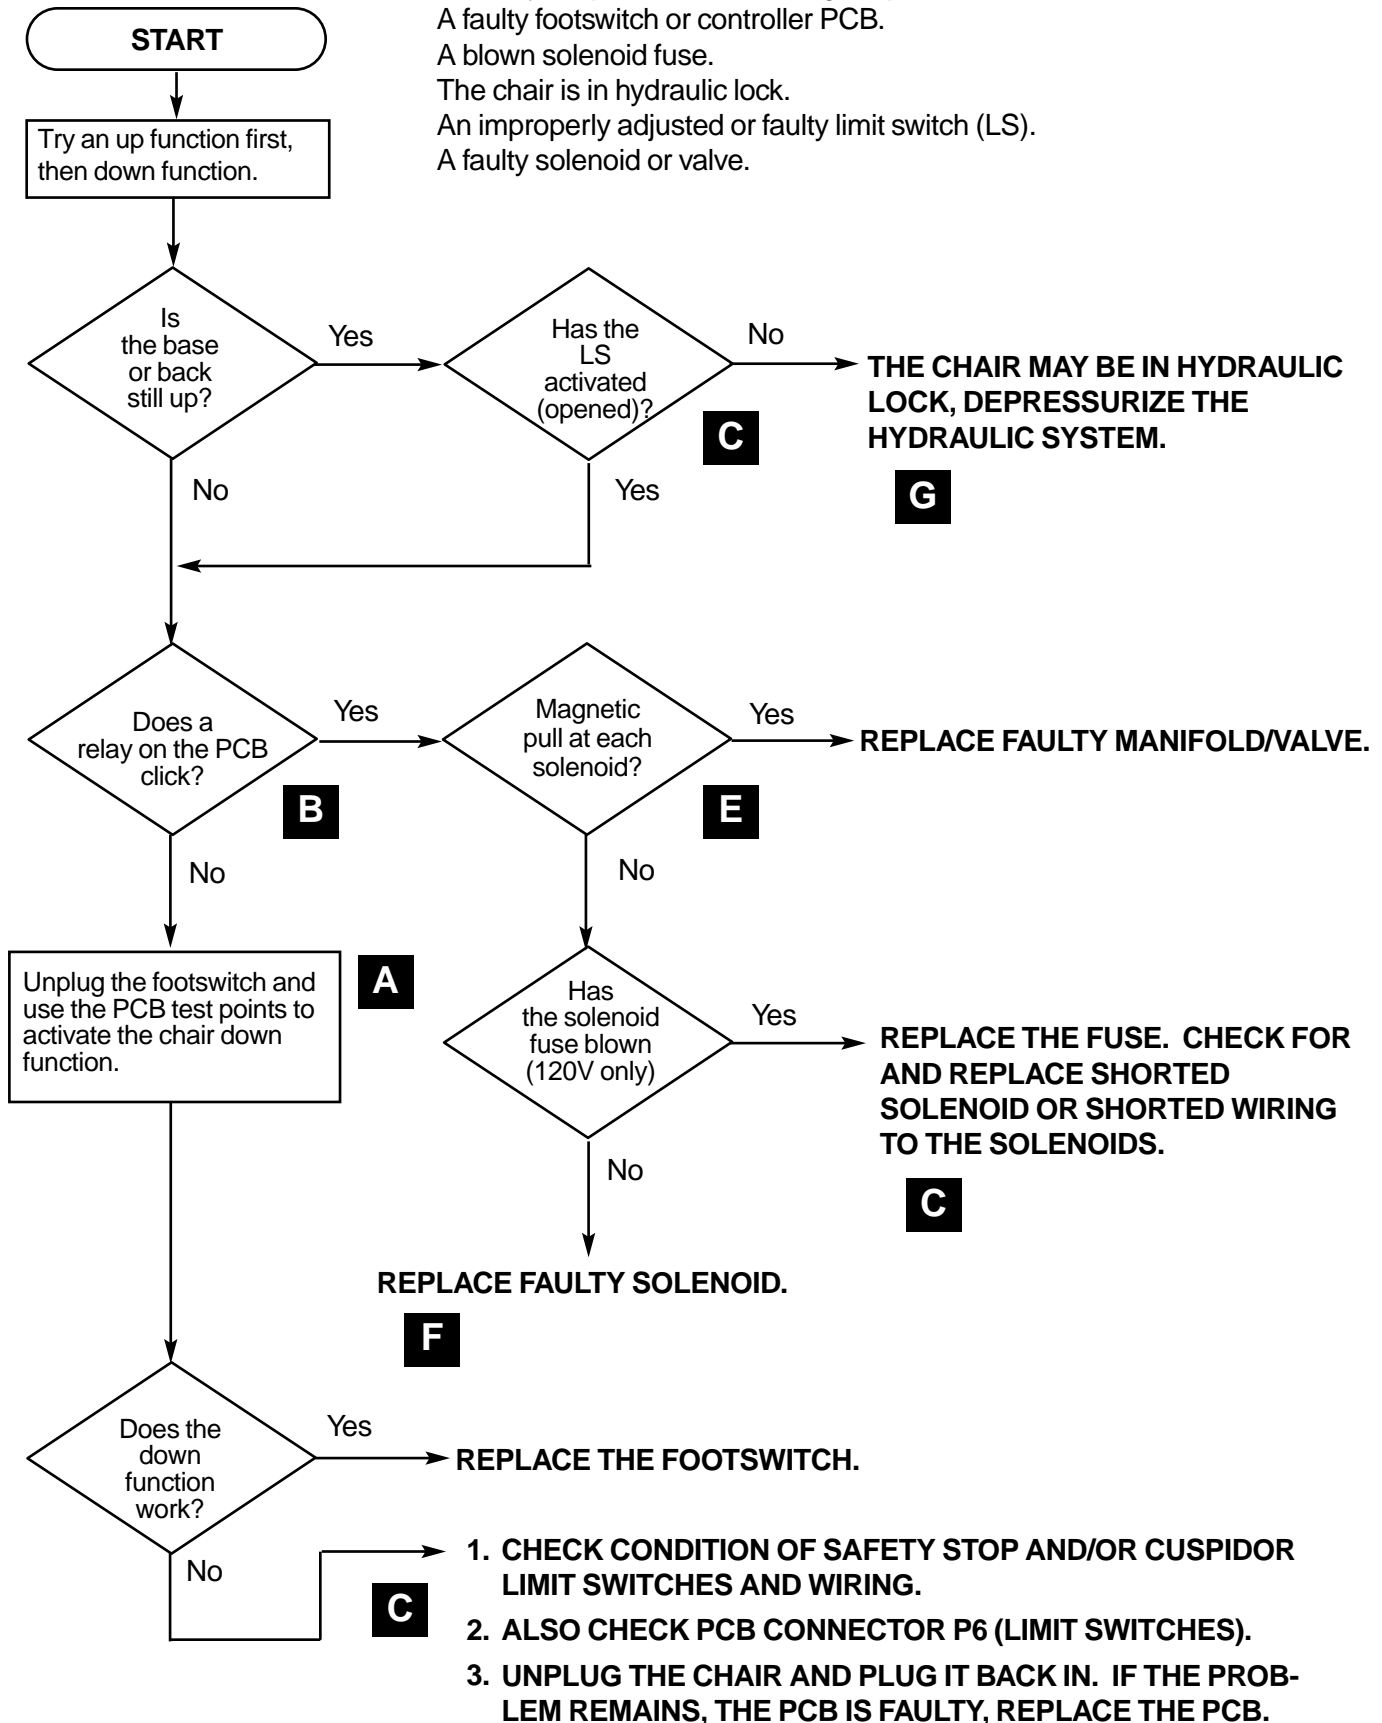 A faulty footswitch or controller PCB.
A blown solenoid fuse.
The chair is in hydraulic lock.
An improperly adjusted or faulty limit switch (LS).
A faulty solenoid or valve.
START
Try an up function first,
then down function.
Is
the base
or back
still up?
Yes
No
Has the
LS
activated
(opened)?
No
Yes
C
THE CHAIR MAY BE IN HYDRAULIC
LOCK, DEPRESSURIZE THE
HYDRAULIC SYSTEM.
G
Does a
relay on the PCB
click?
Yes
B
No
Magnetic
pull at each
solenoid?
Yes
E
No
REPLACE FAULTY MANIFOLD/VALVE.
Unplug the footswitch and
use the PCB test points to
activate the chair down
function.
A
Has
the solenoid
fuse blown
(120V only)
Yes
No
REPLACE THE FUSE.  CHECK FOR
AND REPLACE SHORTED
SOLENOID OR SHORTED WIRING
TO THE SOLENOIDS.
C
REPLACE FAULTY SOLENOID.
F
Does the
down
function
work?
Yes
REPLACE THE FOOTSWITCH.
No
C
1. CHECK CONDITION OF SAFETY STOP AND/OR CUSPIDOR
LIMIT SWITCHES AND WIRING.
2. ALSO CHECK PCB CONNECTOR P6 (LIMIT SWITCHES).
3. UNPLUG THE CHAIR AND PLUG IT BACK IN.  IF THE PROB-
LEM REMAINS, THE PCB IS FAULTY, REPLACE THE PCB.